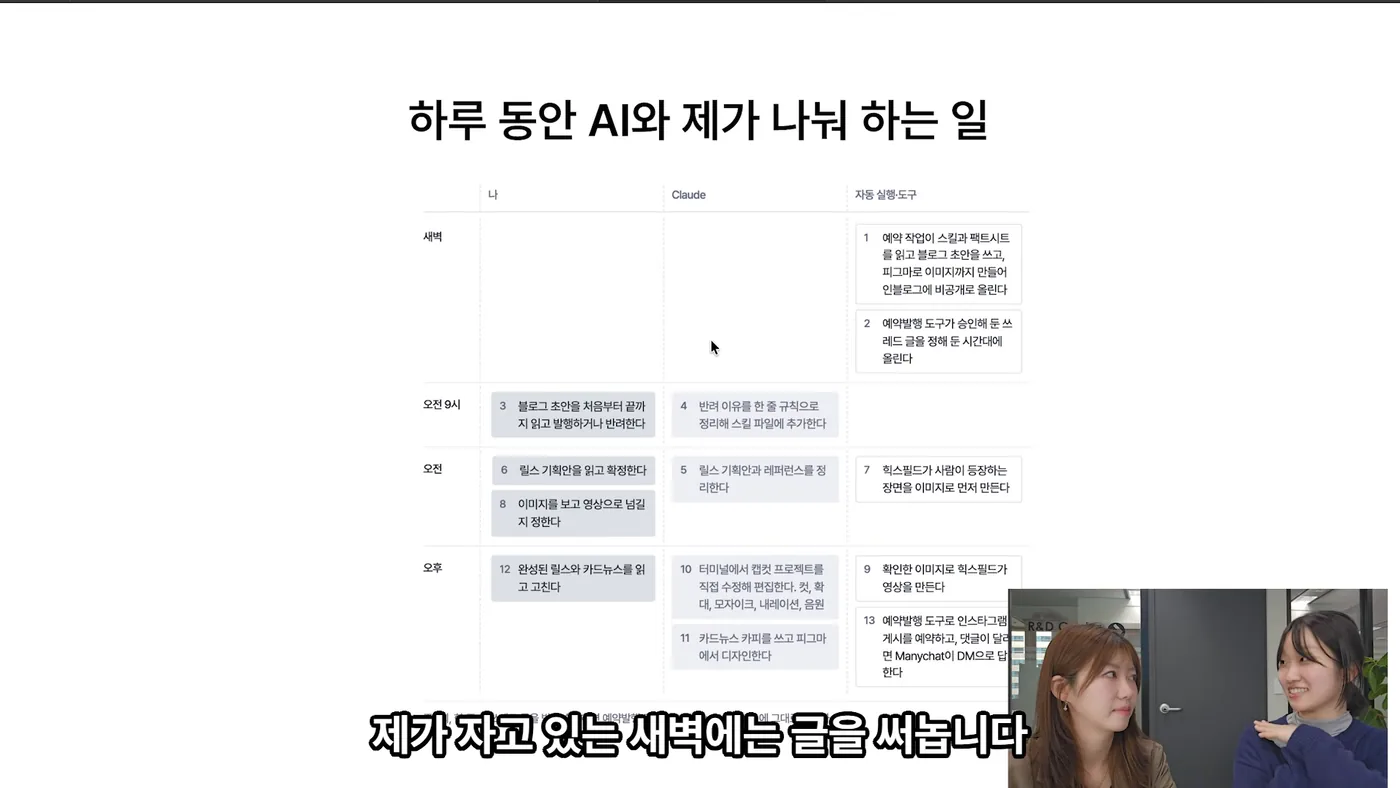 하루 동안 AI와 제가 나눠 하는 일
나
Claude
자동 실행·도구
새벽
1 예약 작업이 스킬과 팩트시트
를 읽고 블로그 초안을 쓰고,
피그마로 이미지까지 만들어
인블로그에 비공개로 올린다
2 예약발행 도구가 승인해 둔 쓰
레드 글을 정해 둔 시간대에
올린다
오전 9시
3 블로그 초안을 처음부터 끝까
지 읽고 발행하거나 반려한다
4 반려 이유를 한 줄 규칙으로
정리해 스킬 파일에 추가한다
오전
6 릴스 기획안을 읽고 확정한다
8 이미지를 보고 영상으로 넘길
지 정한다
5 릴스 기획안과 레퍼런스를 정
리한다
7 힉스필드가 사람이 등장하는
장면을 이미지로 먼저 만든다
오후
12 완성된 릴스와 카드뉴스를 읽
고 고친다
10 터미널에서 캡컷 프로젝트를
직접 수정해 편집한다. 컷, 확
대, 모자이크, 내레이션, 음원
11 카드뉴스 카피를 쓰고 피그마
에서 디자인한다
9 확인한 이미지로 힉스필드가
영상을 만든다
13 예약발행 도구로 인스타그램
게시를 예약하고, 댓글이 달리
면 Manychat이 DM으로 답
한다
R&D
제가 자고 있는 새벽에는 글을 써놉니다